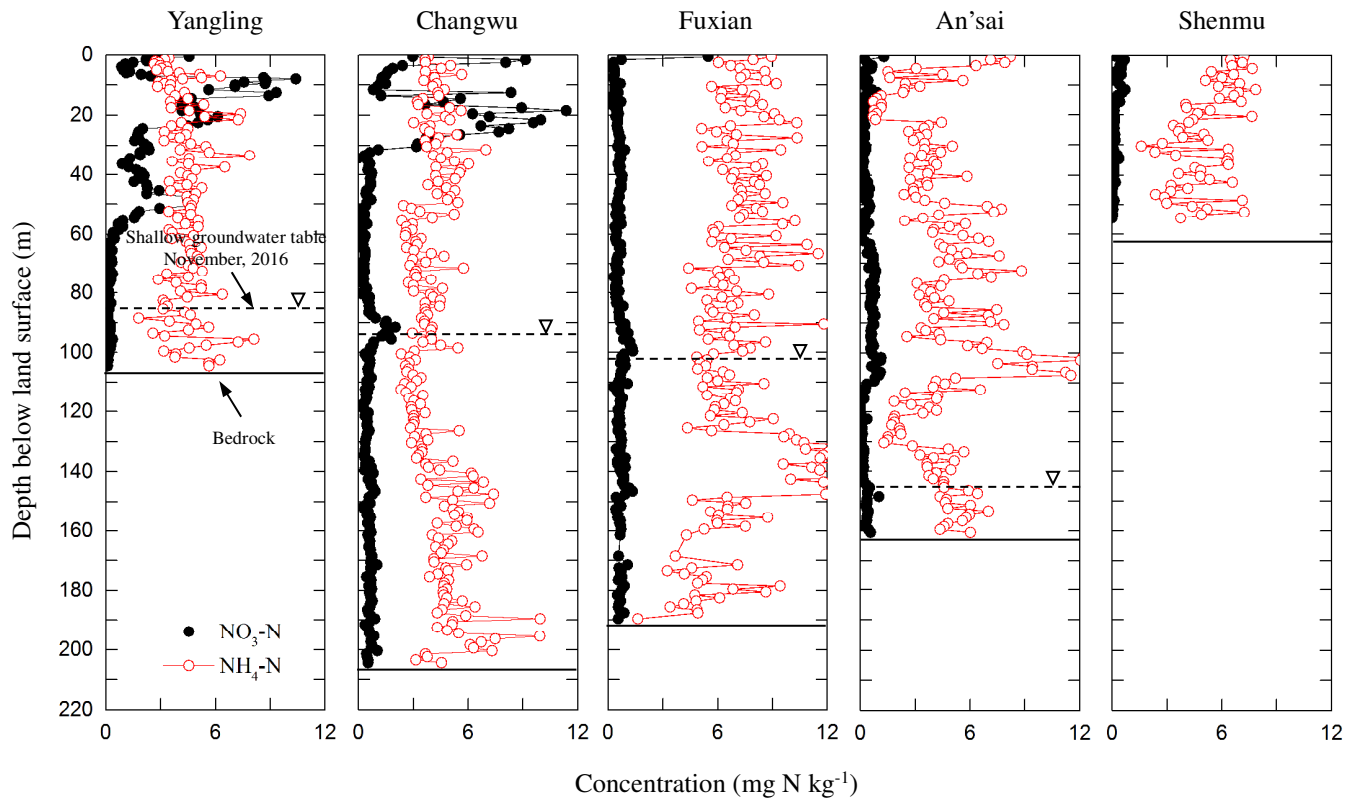 Yangling Changwu Fuxian An'sai Shenmu
Depth below land surface (m)
0
20
40
60
80
100
120
140
160
180
200
220
Shallow groundwater table
November, 2016
Bedrock
NO₃-N
NH₄-N
0 6 12 0 6 12 0 6 12 0 6 12 0 6 12
Concentration (mg N kg⁻¹)